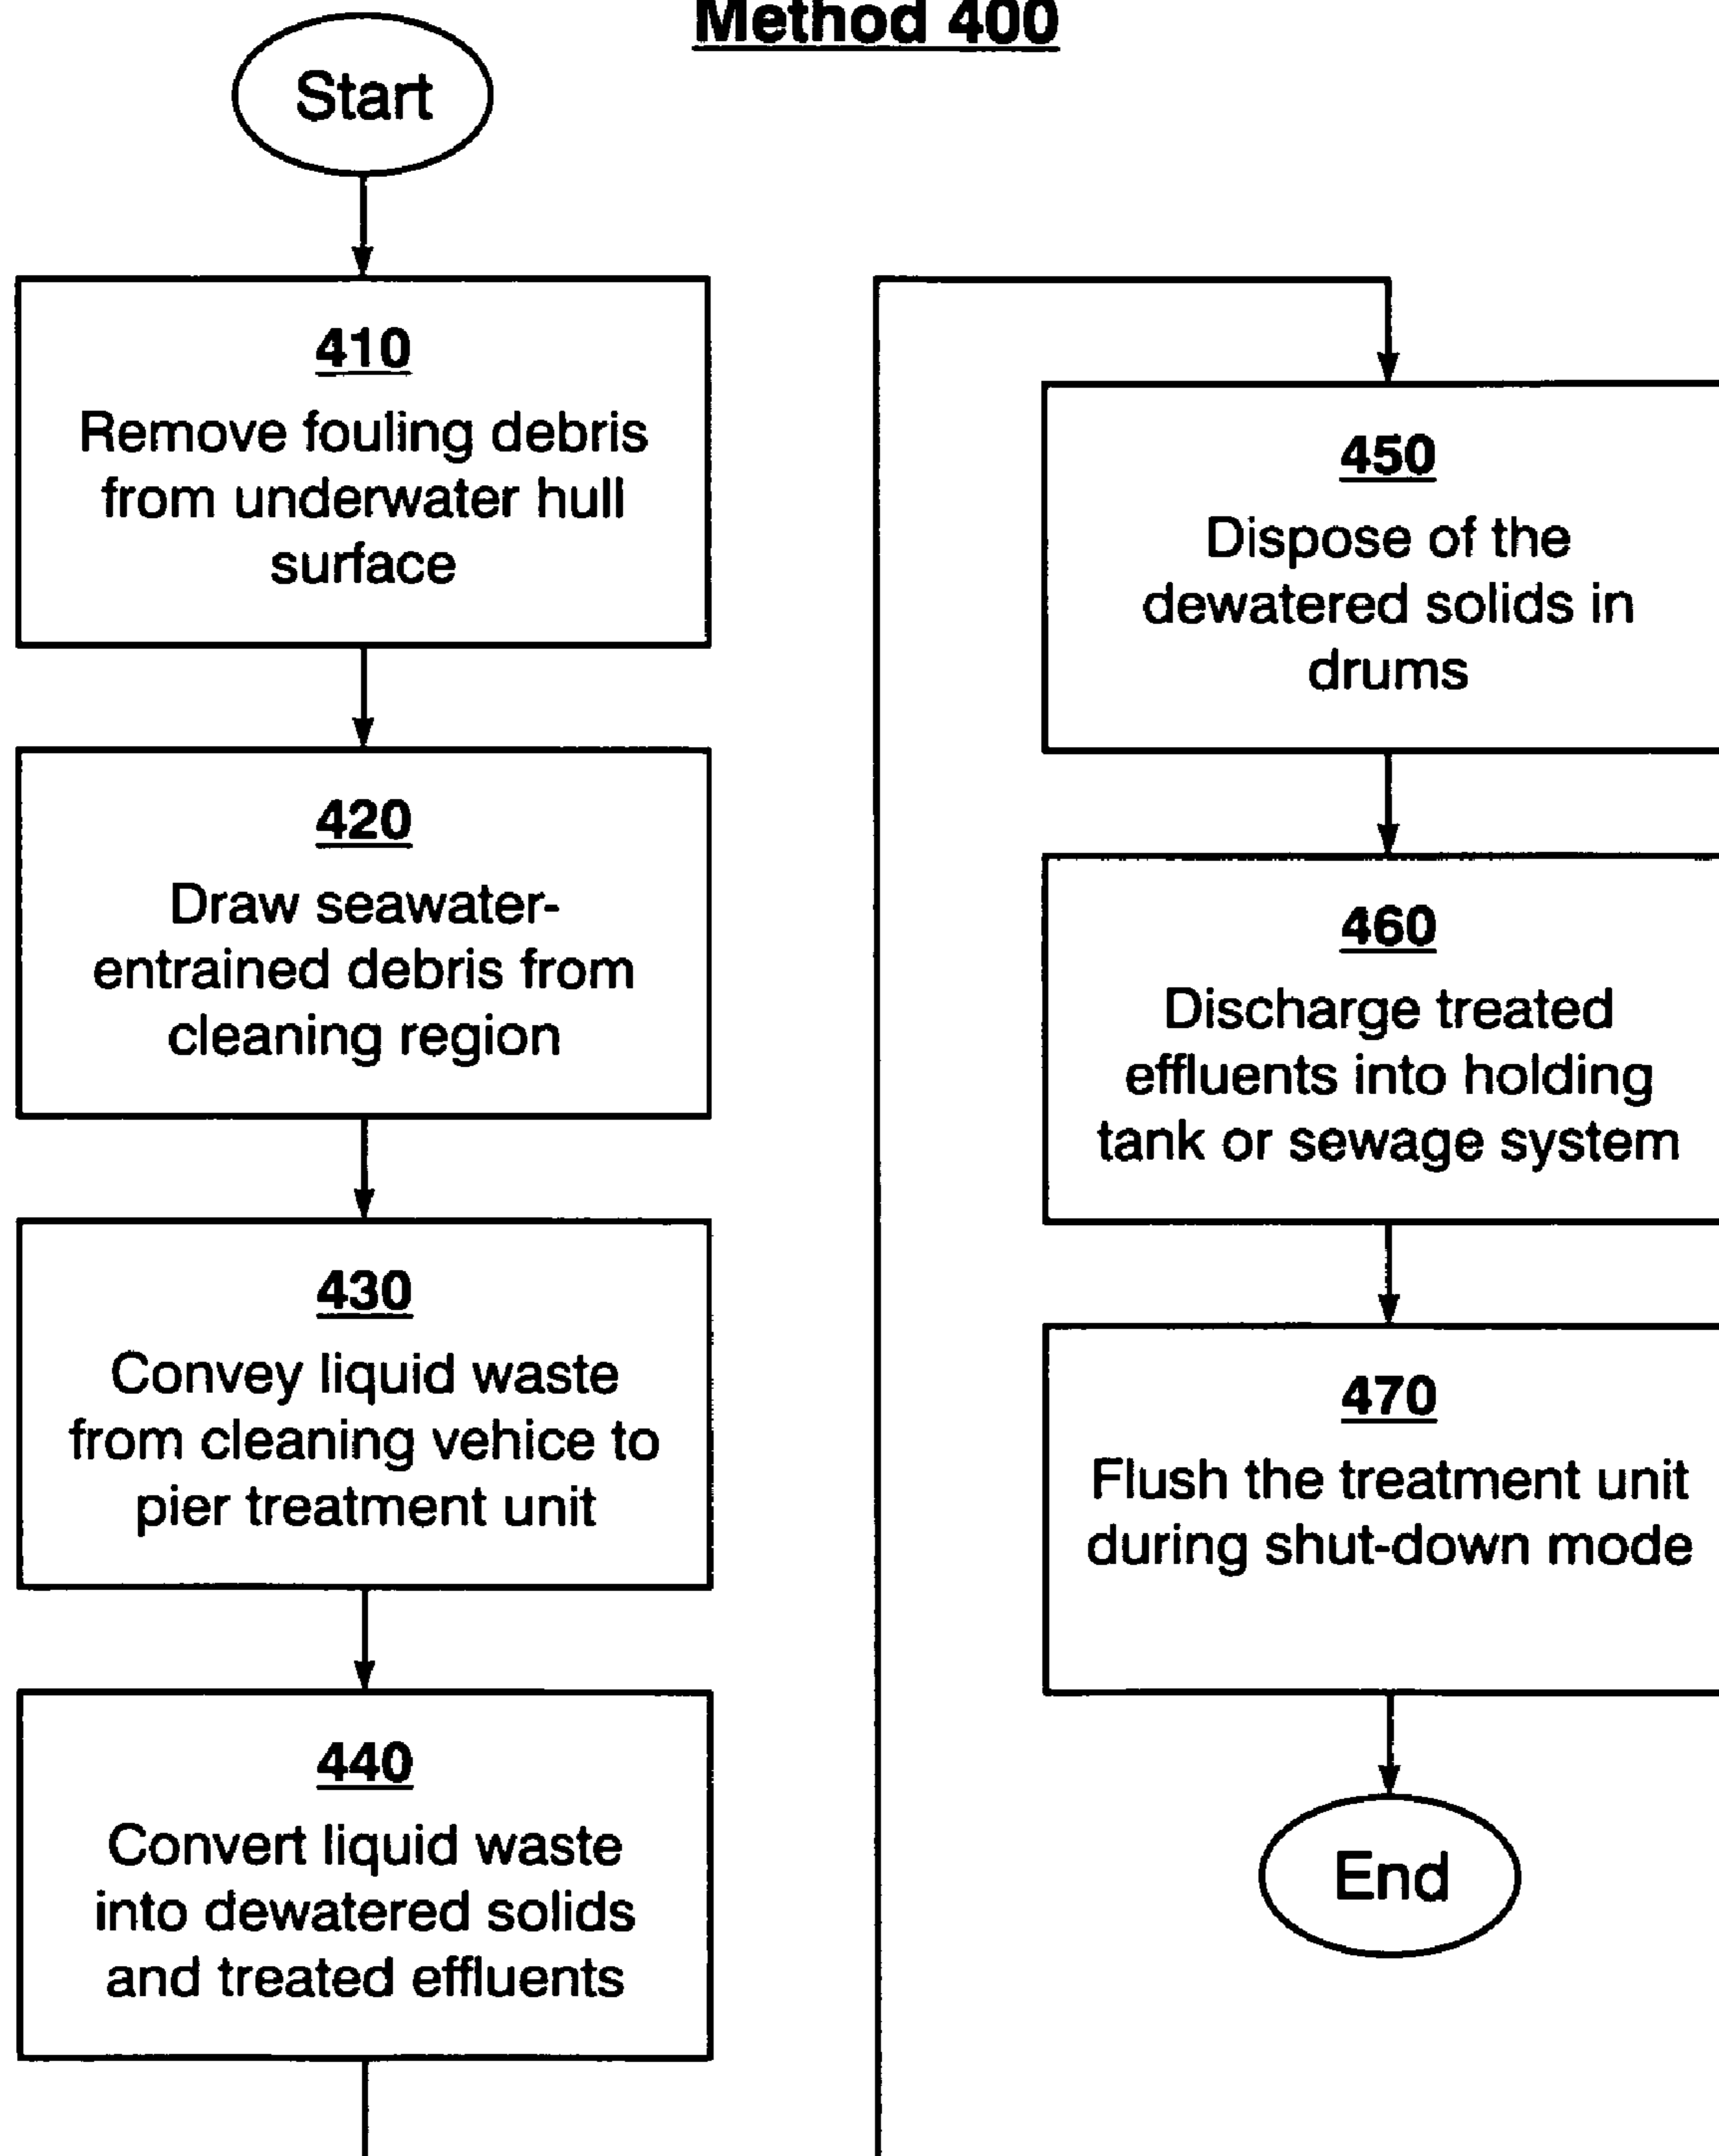 Method 400
Start
410
Remove fouling debris
from underwater hull
surface
420
Draw seawater-
entrained debris from
cleaning region
430
Convey liquid waste
from cleaning vehice to
pier treatment unit
440
Convert liquid waste
into dewatered solids
and treated effluents
450
Dispose of the
dewatered solids in
drums
460
Discharge treated
effluents into holding
tank or sewage system
470
Flush the treatment unit
during shut-down mode
End